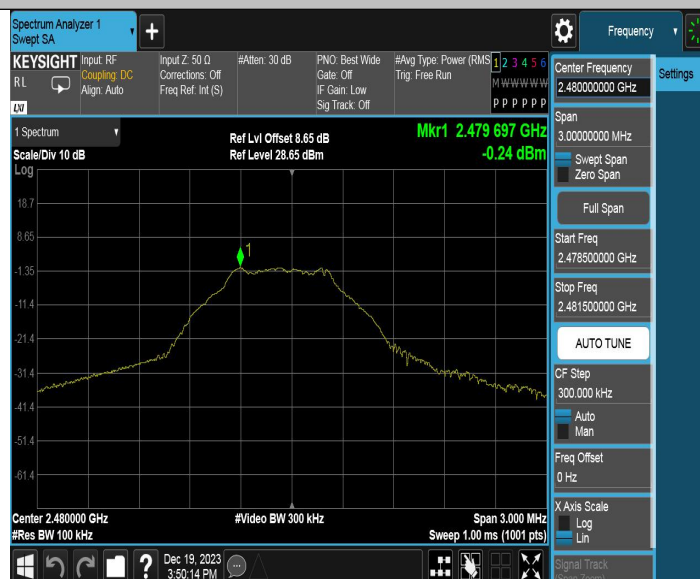 Spectrum Analyzer 1
Swept SA
+
Frequency
KEYSIGHT
RL
LXI
Input: RF
Coupling: DC
Align: Auto
Input Z: 50 Ω
Corrections: Off
Freq Ref: Int (S)
#Atten: 30 dB
PNO: Best Wide
Gate: Off
IF Gain: Low
Sig Track: Off
#Avg Type: Power (RMS
Trig: Free Run
1 2 3 4 5 6
M W W W W W
P P P P P P
Settings
Center Frequency
2.480000000 GHz
Span
3.00000000 MHz
Swept Span
Zero Span
Full Span
Start Freq
2.478500000 GHz
Stop Freq
2.481500000 GHz
AUTO TUNE
CF Step
300.000 kHz
Auto
Man
Freq Offset
0 Hz
X Axis Scale
Log
Lin
Signal Track
(Span Zoom)
1 Spectrum
Scale/Div 10 dB
Log
Ref Lvl Offset 8.65 dB
Ref Level 28.65 dBm
Mkr1 2.479 697 GHz
-0.24 dBm
18.7
8.65
-1.35
-11.4
-21.4
-31.4
-41.4
-51.4
-61.4
1
Center 2.480000 GHz
#Res BW 100 kHz
#Video BW 300 kHz
Span 3.000 MHz
Sweep 1.00 ms (1001 pts)
?
Dec 19, 2023
3:50:14 PM